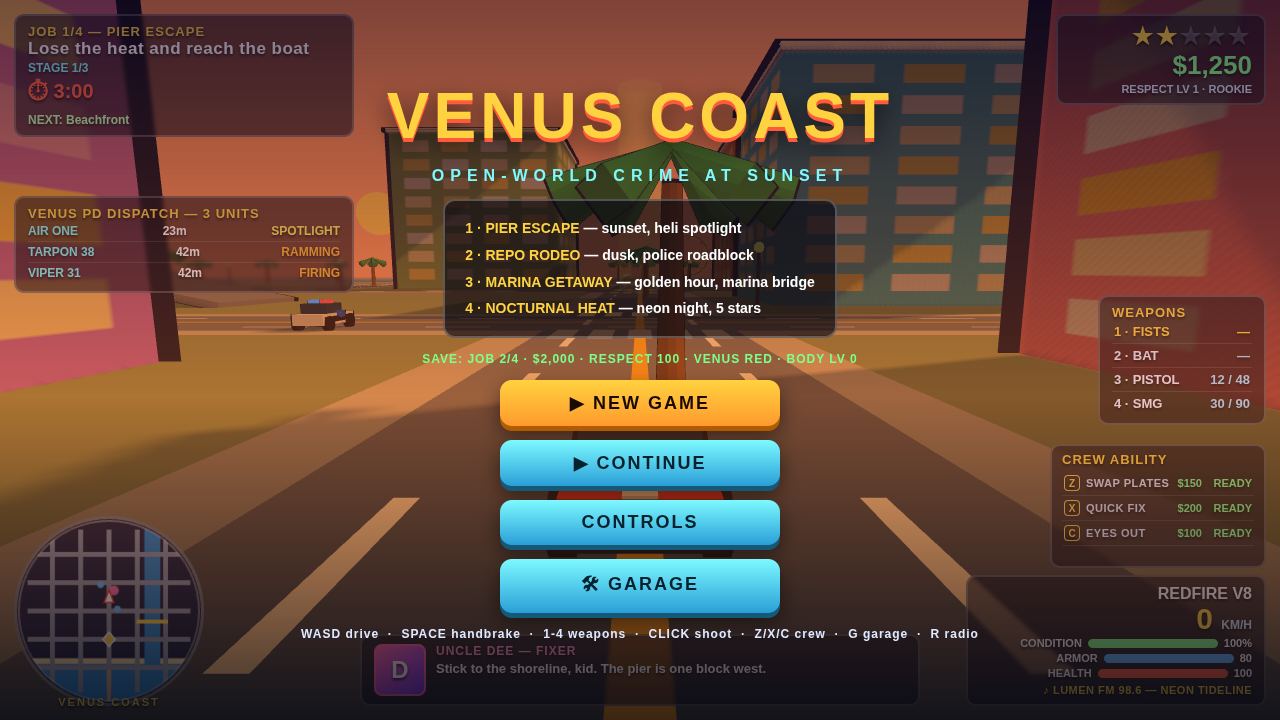 JOB 1/4 — PIER ESCAPE
Lose the heat and reach the boat
STAGE 1/3
⏱ 3:00
NEXT: Beachfront
★★★★★
$1,250
RESPECT LV 1 · ROOKIE
VENUS COAST
OPEN-WORLD CRIME AT SUNSET
VENUS PD DISPATCH — 3 UNITS
AIR ONE 23m SPOTLIGHT
TARPON 38 42m RAMMING
VIPER 31 42m FIRING
1 · PIER ESCAPE — sunset, heli spotlight
2 · REPO RODEO — dusk, police roadblock
3 · MARINA GETAWAY — golden hour, marina bridge
4 · NOCTURNAL HEAT — neon night, 5 stars
SAVE: JOB 2/4 · $2,000 · RESPECT 100 · VENUS RED · BODY LV 0
▶ NEW GAME
▶ CONTINUE
CONTROLS
🛠 GARAGE
WASD drive · SPACE handbrake · 1-4 weapons · CLICK shoot · Z/X/C crew · G garage · R radio
WEAPONS
1 · FISTS —
2 · BAT —
3 · PISTOL 12 / 48
4 · SMG 30 / 90
CREW ABILITY
Z SWAP PLATES $150 READY
X QUICK FIX $200 READY
C EYES OUT $100 READY
VENUS COAST
D
UNCLE DEE — FIXER
Stick to the shoreline, kid. The pier is one block west.
REDFIRE V8
0 KM/H
CONDITION 100%
ARMOR 80
HEALTH 100
♪ LUMEN FM 98.6 — NEON TIDELINE